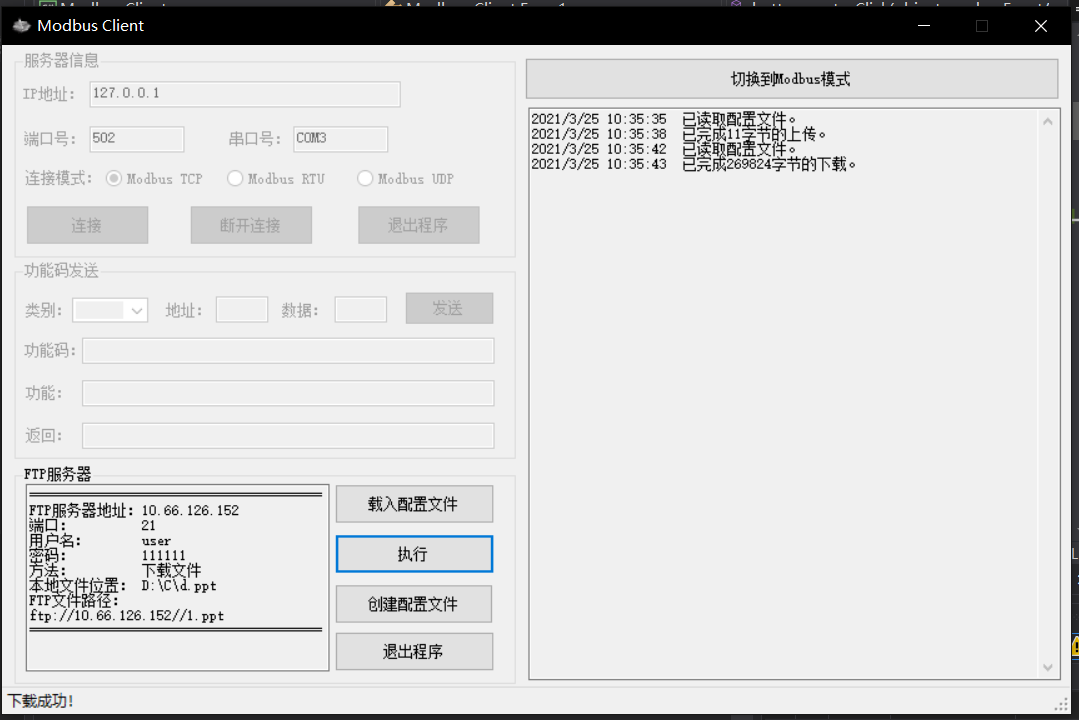 Modbus Client
服务器信息
IP地址: 127.0.0.1
端口号: 502 串口号: COM3
连接模式: Modbus TCP Modbus RTU Modbus UDP
连接 断开连接 退出程序
功能码发送
类别: 地址: 数据: 发送
功能码:
功能:
返回:
FTP服务器
FTP服务器地址: 10.66.126.152
端口: 21
用户名: user
密码: 111111
方法: 下载文件
本地文件位置: D:\C\d.ppt
FTP文件路径:
ftp://10.66.126.152//1.ppt
载入配置文件
执行
创建配置文件
退出程序
切换到Modbus模式
2021/3/25 10:35:35 已读取配置文件。
2021/3/25 10:35:38 已完成11字节的上传。
2021/3/25 10:35:42 已读取配置文件。
2021/3/25 10:35:43 已完成269824字节的下载。
下载成功!